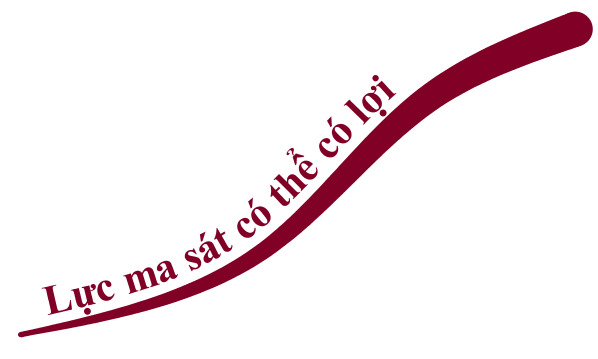 Lực ma sát có thể có lợi